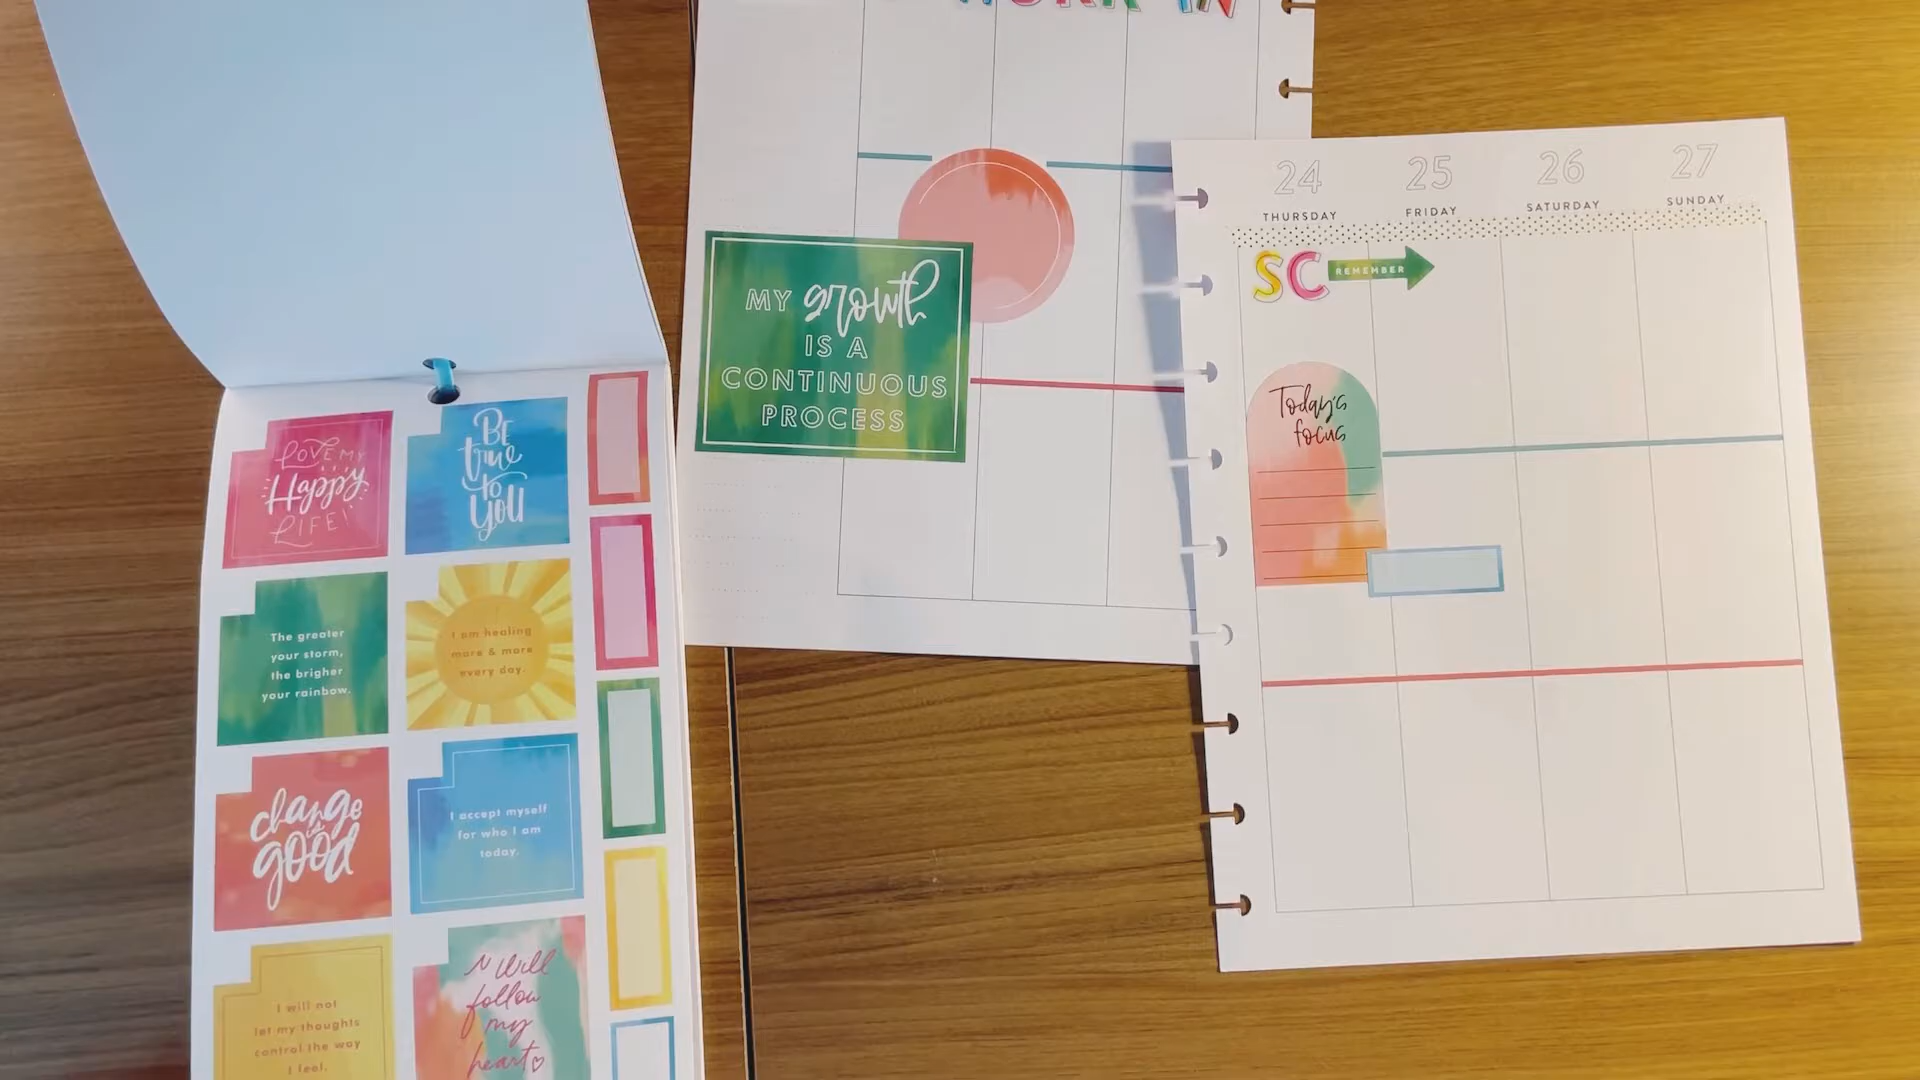 LOVE MY
Happy
LIFE!
BE
true
to
you
The greater
your storm,
the brighter
your rainbow.
I am healing
more & more
every day.
change
is
good
I accept myself
for who I am
today.
I will not
let my thoughts
control the way
I feel.
I will
follow
my
heart
WORK IN
MY growth
IS A
CONTINUOUS
PROCESS
24 25 26 27
THURSDAY FRIDAY SATURDAY SUNDAY
SC REMEMBER
Today's
focus